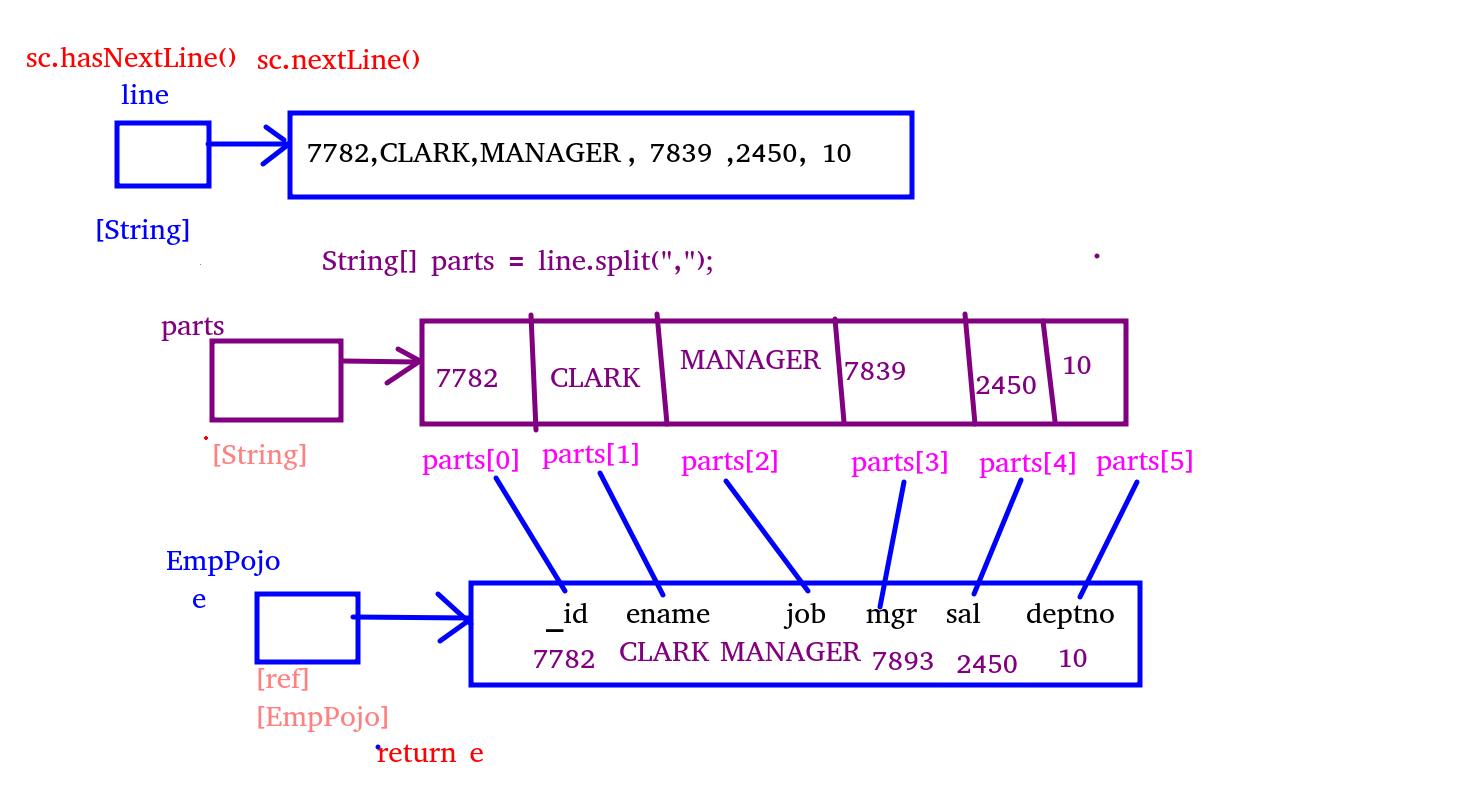 sc.hasNextLine() sc.nextLine()
line
7782,CLARK,MANAGER , 7839 ,2450, 10
[String]
String[] parts = line.split(",");
parts
7782 CLARK MANAGER 7839 2450 10
[String]
parts[0] parts[1] parts[2] parts[3] parts[4] parts[5]
EmpPojo
e
_id ename job mgr sal deptno
7782 CLARK MANAGER 7893 2450 10
[ref]
[EmpPojo]
return e